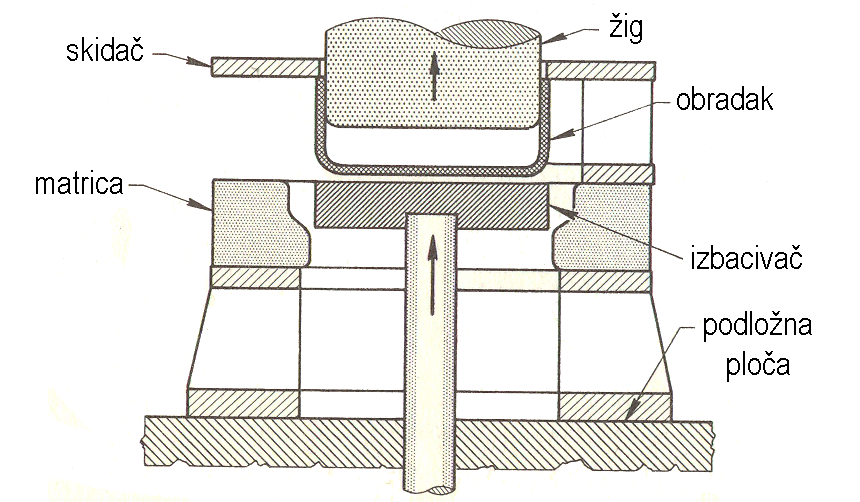 žig
skidač
obradak
matrica
izbacivač
podložna
ploča